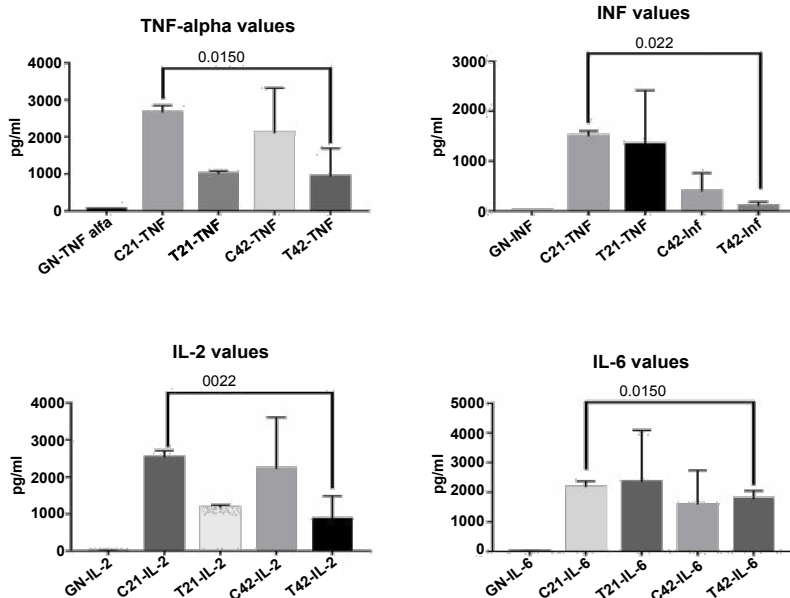 TNF-alpha values
0.0150
4000
3000
2000
1000
0
pg/ml
GN-TNF alfa
C21-TNF
T21-TNF
C42-TNF
T42-TNF
INF values
0.022
3000
2000
1000
0
pg/ml
GN-INF
C21-TNF
T21-TNF
C42-Inf
T42-Inf
IL-2 values
0022
4000
3000
2000
1000
0
pg/ml
GN-IL-2
C21-IL-2
T21-IL-2
C42-IL-2
T42-IL-2
IL-6 values
0.0150
5000
4000
3000
2000
1000
0
pg/ml
GN-IL-6
C21-IL-6
T21-IL-6
C42-IL-6
T42-IL-6